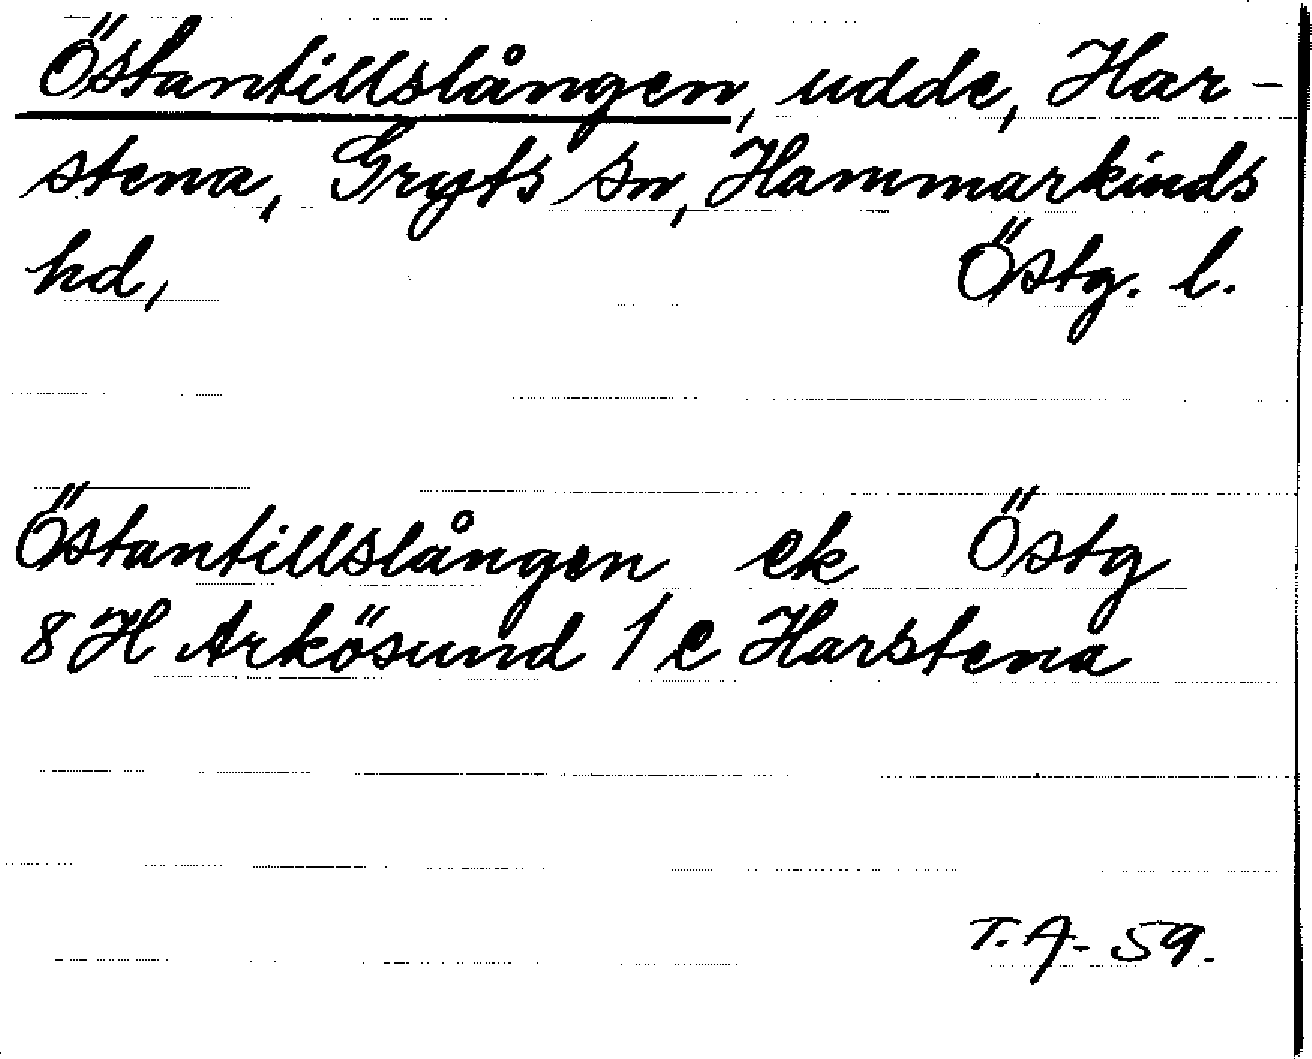 Östantillslången, udde, Har-
stena, Gryts sn, Hammarkinds
hd, Östg. l.
Östantillslången ek Östg
8 H Arkösund 1 e Harstena
T. A- 59.